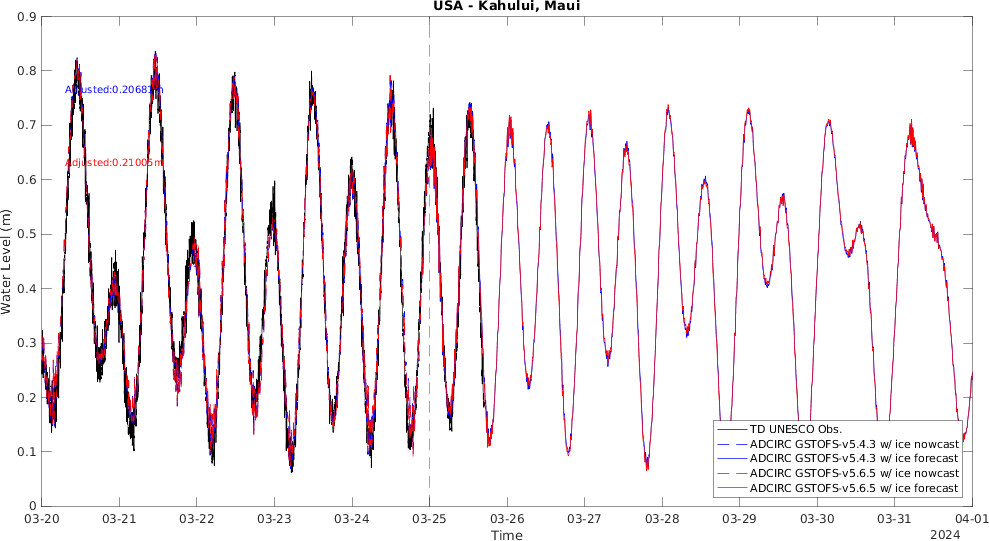 USA - Kahului, Maui
0.9
0.8
0.7
0.6
0.5
0.4
0.3
0.2
0.1
0
Water Level (m)
Adjusted:0.20681m
Adjusted:0.21005m
TD UNESCO Obs.
ADCIRC GSTOFS-v5.4.3 w/ ice nowcast
ADCIRC GSTOFS-v5.4.3 w/ ice forecast
ADCIRC GSTOFS-v5.6.5 w/ ice nowcast
ADCIRC GSTOFS-v5.6.5 w/ ice forecast
03-20 03-21 03-22 03-23 03-24 03-25 03-26 03-27 03-28 03-29 03-30 03-31 04-01
Time
2024